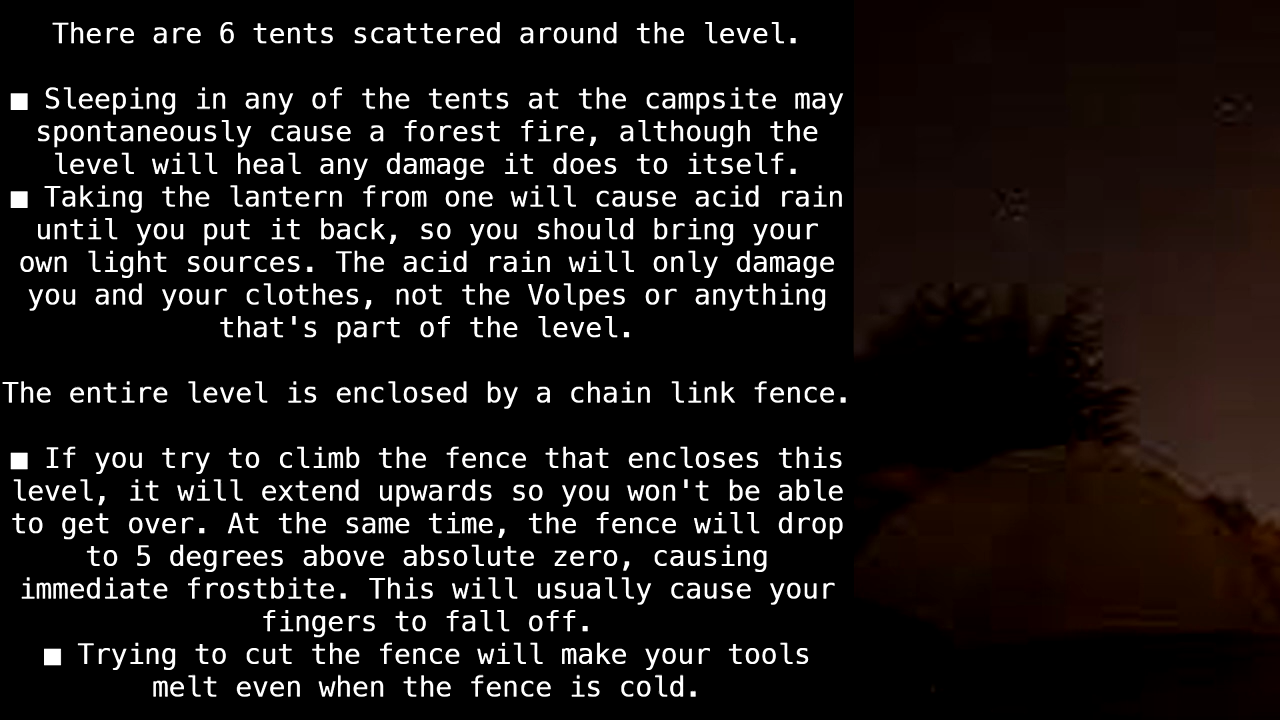 There are 6 tents scattered around the level.
■ Sleeping in any of the tents at the campsite may
spontaneously cause a forest fire, although the
level will heal any damage it does to itself.
■ Taking the lantern from one will cause acid rain
until you put it back, so you should bring your
own light sources. The acid rain will only damage
you and your clothes, not the Volpes or anything
that's part of the level.
The entire level is enclosed by a chain link fence.
■ If you try to climb the fence that encloses this
level, it will extend upwards so you won't be able
to get over. At the same time, the fence will drop
to 5 degrees above absolute zero, causing
immediate frostbite. This will usually cause your
fingers to fall off.
■ Trying to cut the fence will make your tools
melt even when the fence is cold.